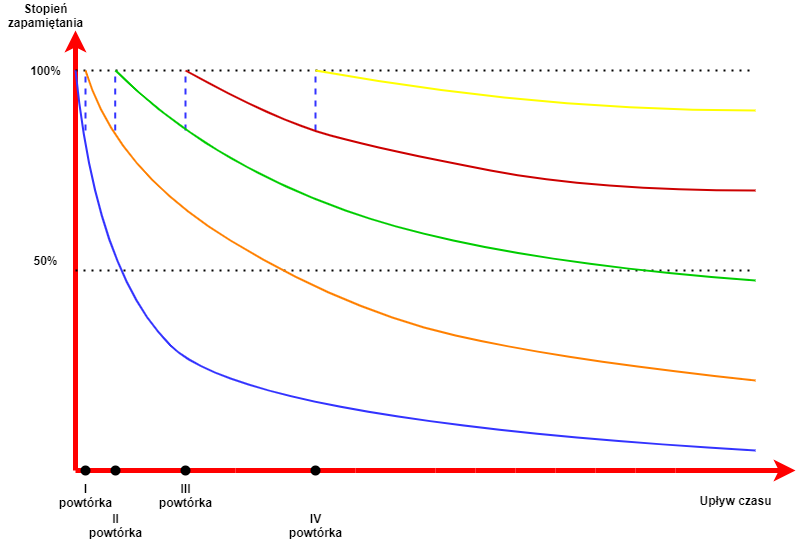 Stopień
zapamiętania
100%
50%
I
powtórka
II
powtórka
III
powtórka
IV
powtórka
Upływ czasu